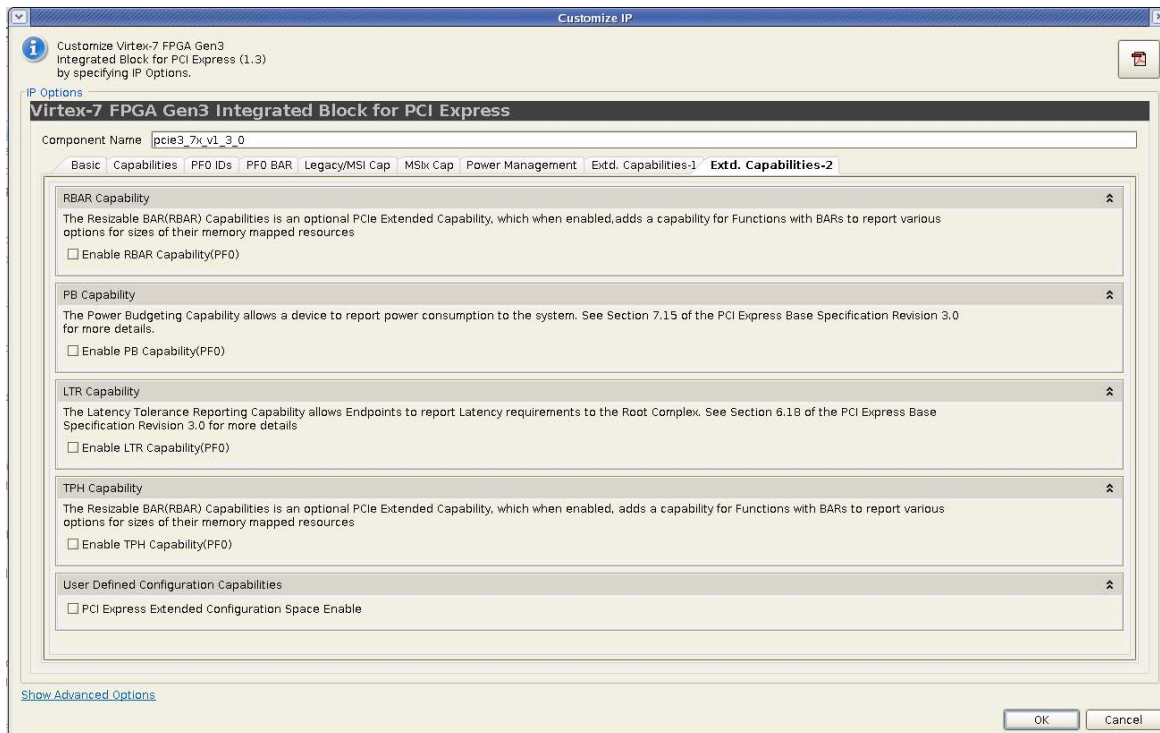 Customize IP
Customize Virtex-7 FPGA Gen3
Integrated Block for PCI Express (1.3)
by specifying IP Options.
IP Options
Virtex-7 FPGA Gen3 Integrated Block for PCI Express
Component Name pcie3_7x_v1_3_0
Basic Capabilities PF0 IDs PF0 BAR Legacy/MSI Cap MSIx Cap Power Management Extd. Capabilities-1 Extd. Capabilities-2
RBAR Capability
The Resizable BAR(RBAR) Capabilities is an optional PCIe Extended Capability, which when enabled,adds a capability for Functions with BARs to report various
options for sizes of their memory mapped resources
Enable RBAR Capability(PF0)
PB Capability
The Power Budgeting Capability allows a device to report power consumption to the system. See Section 7.15 of the PCI Express Base Specification Revision 3.0
for more details.
Enable PB Capability(PF0)
LTR Capability
The Latency Tolerance Reporting Capability allows Endpoints to report Latency requirements to the Root Complex. See Section 6.18 of the PCI Express Base
Specification Revision 3.0 for more details
Enable LTR Capability(PF0)
TPH Capability
The Resizable BAR(RBAR) Capabilities is an optional PCIe Extended Capability, which when enabled, adds a capability for Functions with BARs to report various
options for sizes of their memory mapped resources
Enable TPH Capability(PF0)
User Defined Configuration Capabilities
PCI Express Extended Configuration Space Enable
Show Advanced Options
OK Cancel